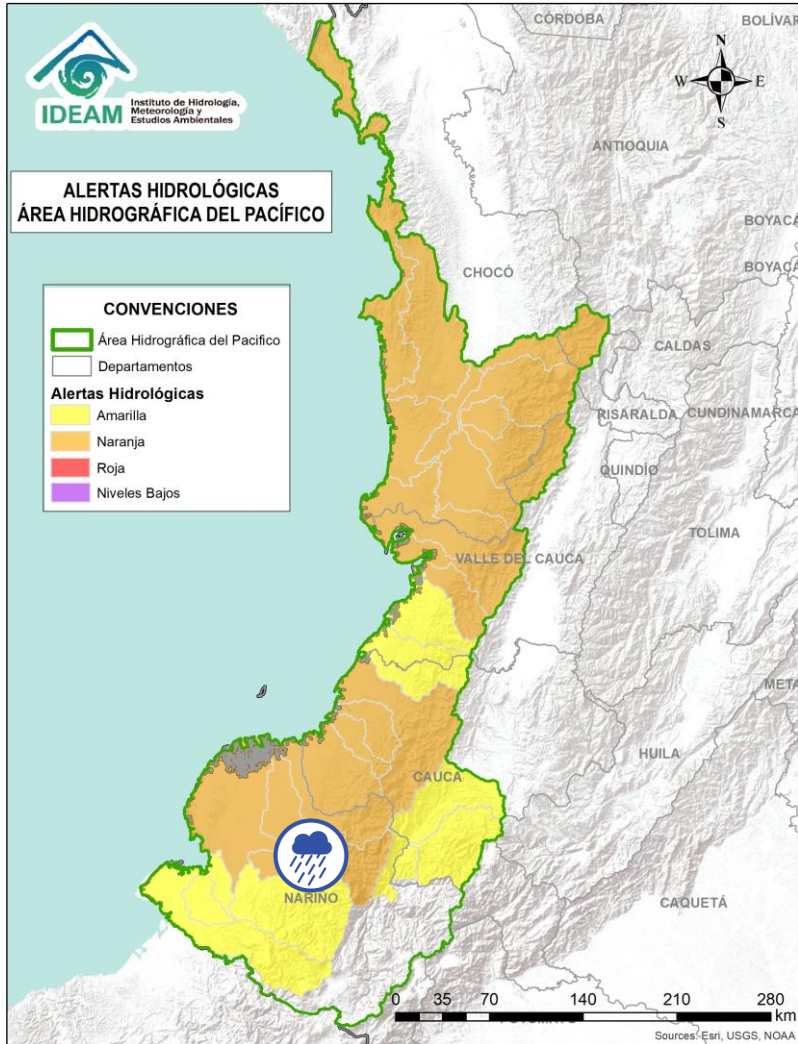 IDEAM
Instituto de Hidrología,
Meteorología y
Estudios Ambientales
ALERTAS HIDROLÓGICAS
ÁREA HIDROGRÁFICA DEL PACÍFICO
CONVENCIONES
Área Hidrográfica del Pacifico
Departamentos
Alertas Hidrológicas
Amarilla
Naranja
Roja
Niveles Bajos
CÓRDOBA
BOLÍVAR
N
W E
S
ANTIOQUIA
BOYACÁ
CHOCÓ
BOYACÁ
CALDAS
RISARALDA
CUNDINAMARCA
QUINDÍO
TOLIMA
VALLE DEL CAUCA
META
HUILA
CAUCA
CAQUETÁ
NARIÑO
0 35 70 140 210 280
km
Sources: Esri, USGS, NOAA